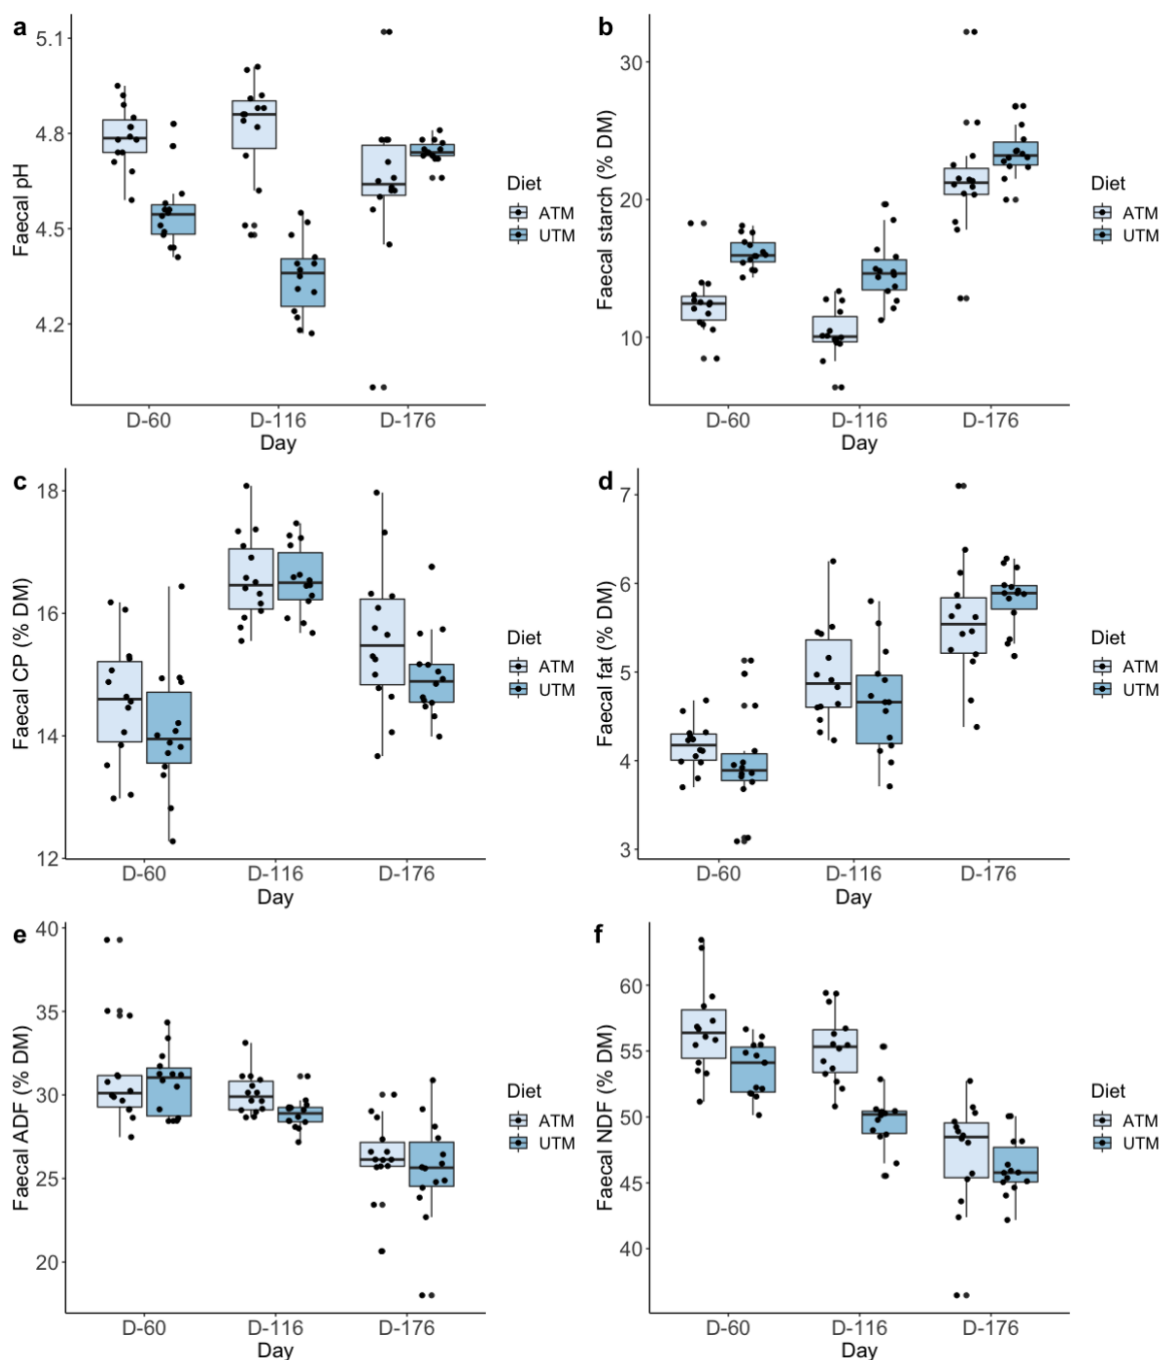 a
5.1
4.8
4.5
4.2
Faecal pH
D-60 D-116 D-176
Day
Diet
ATM
UTM
b
30
20
10
Faecal starch (% DM)
D-60 D-116 D-176
Day
Diet
ATM
UTM
c
18
16
14
12
Faecal CP (% DM)
D-60 D-116 D-176
Day
Diet
ATM
UTM
d
7
6
5
4
3
Faecal fat (% DM)
D-60 D-116 D-176
Day
Diet
ATM
UTM
e
40
35
30
25
20
Faecal ADF (% DM)
D-60 D-116 D-176
Day
Diet
ATM
UTM
f
60
55
50
45
40
Faecal NDF (% DM)
D-60 D-116 D-176
Day
Diet
ATM
UTM